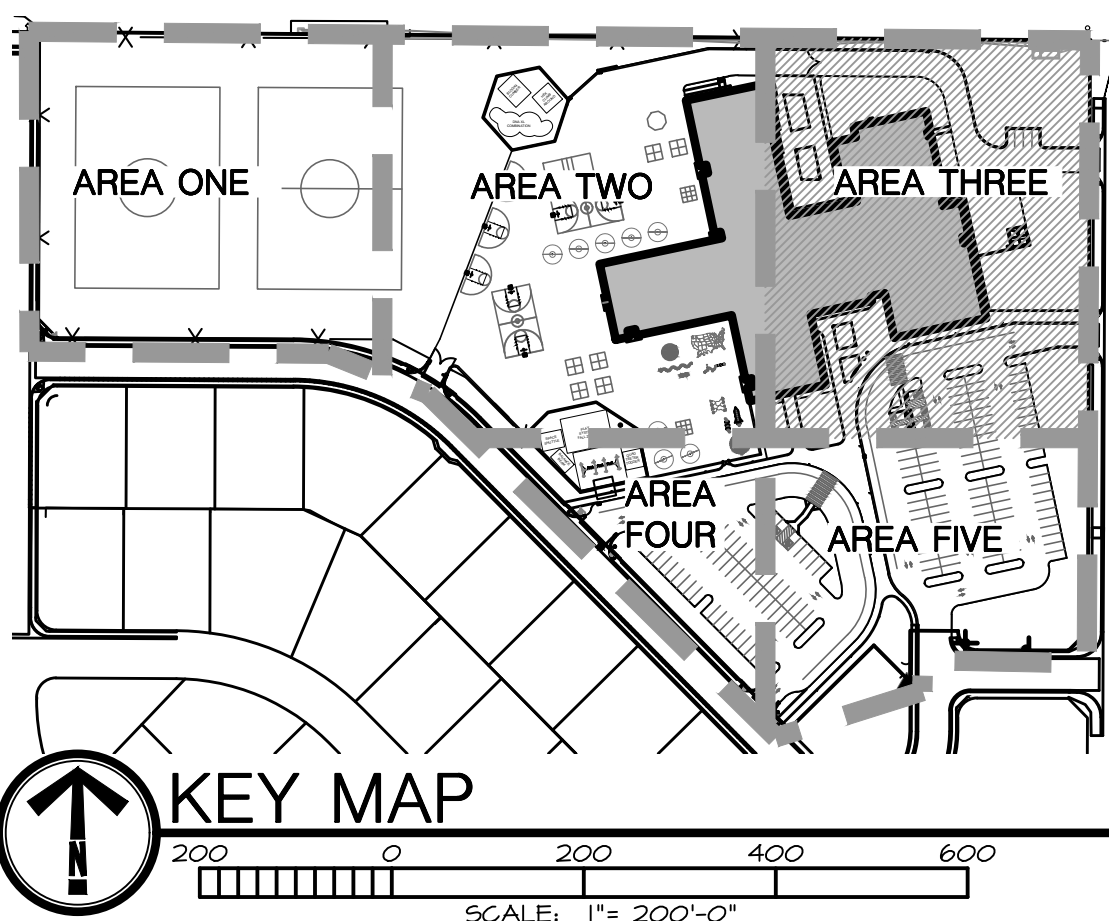 AREA ONE
AREA TWO
AREA THREE
AREA
FOUR
AREA FIVE
N
KEY MAP
200 0 200 400 600
SCALE: 1"= 200'-0"